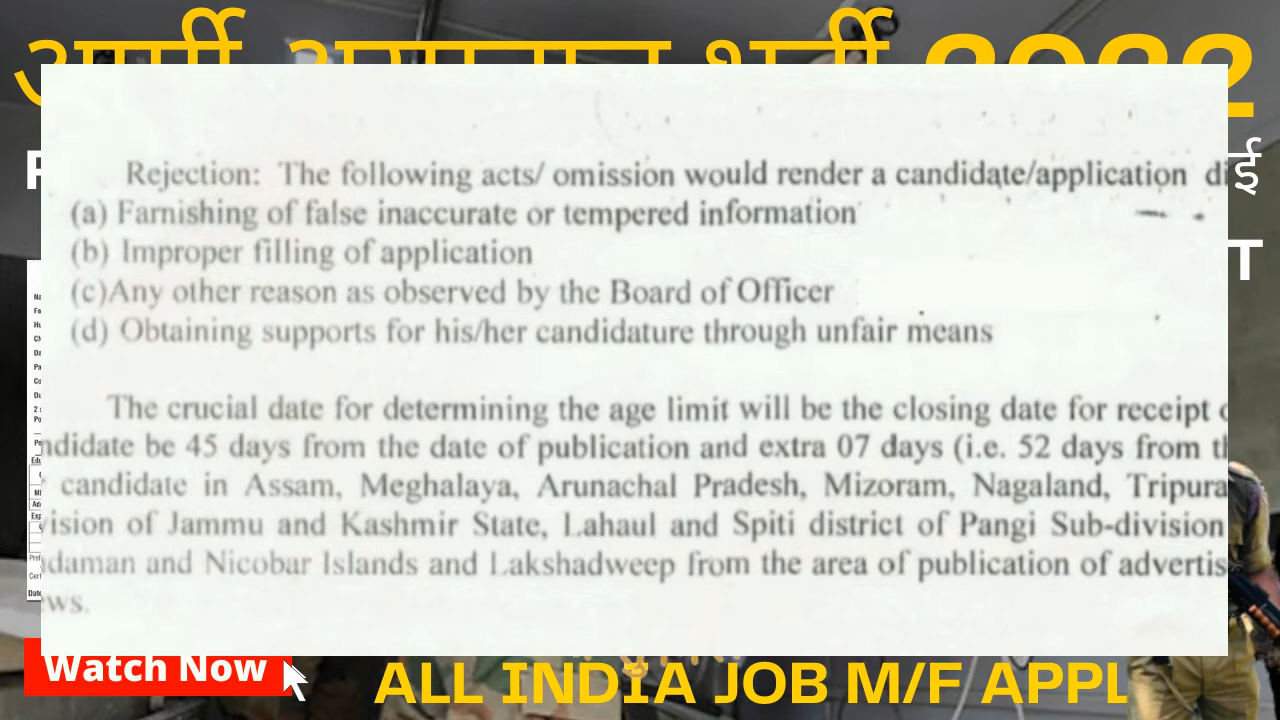 2022
Rejection: The following acts/ omission would render a candidate/application
(a) Farnishing of false inaccurate or tempered information
(b) Improper filling of application
(c)Any other reason as observed by the Board of Officer
(d) Obtaining supports for his/her candidature through unfair means
The crucial date for determining the age limit will be the closing date for receipt
ndidate be 45 days from the date of publication and extra 07 days (i.e. 52 days from
candidate in Assam, Meghalaya, Arunachal Pradesh, Mizoram, Nagaland, Tripura
ision of Jammu and Kashmir State, Lahaul and Spiti district of Pangi Sub-division
daman and Nicobar Islands and Lakshadweep from the area of publication of advertis
ws.
Watch Now
ALL INDIA JOB M/F APPL